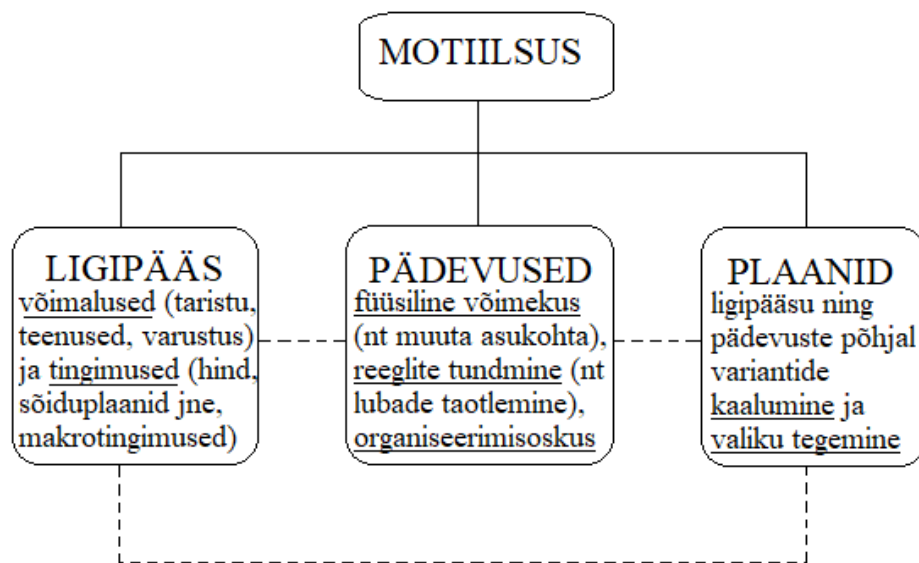 MOTIILSUS
LIGIPÄÄS
võimalused (taristu,
teenused, varustus)
ja tingimused (hind,
sõiduplaanid jne,
makrotingimused)
PÄDEVUSED
füüsiline võimekus
(nt muuta asukohta),
reeglite tundmine (nt
lubade taotlemine),
organiseerimisoskus
PLAANID
ligipääsu ning
pädevuste põhjal
variantide
kaalumine ja
valiku tegemine